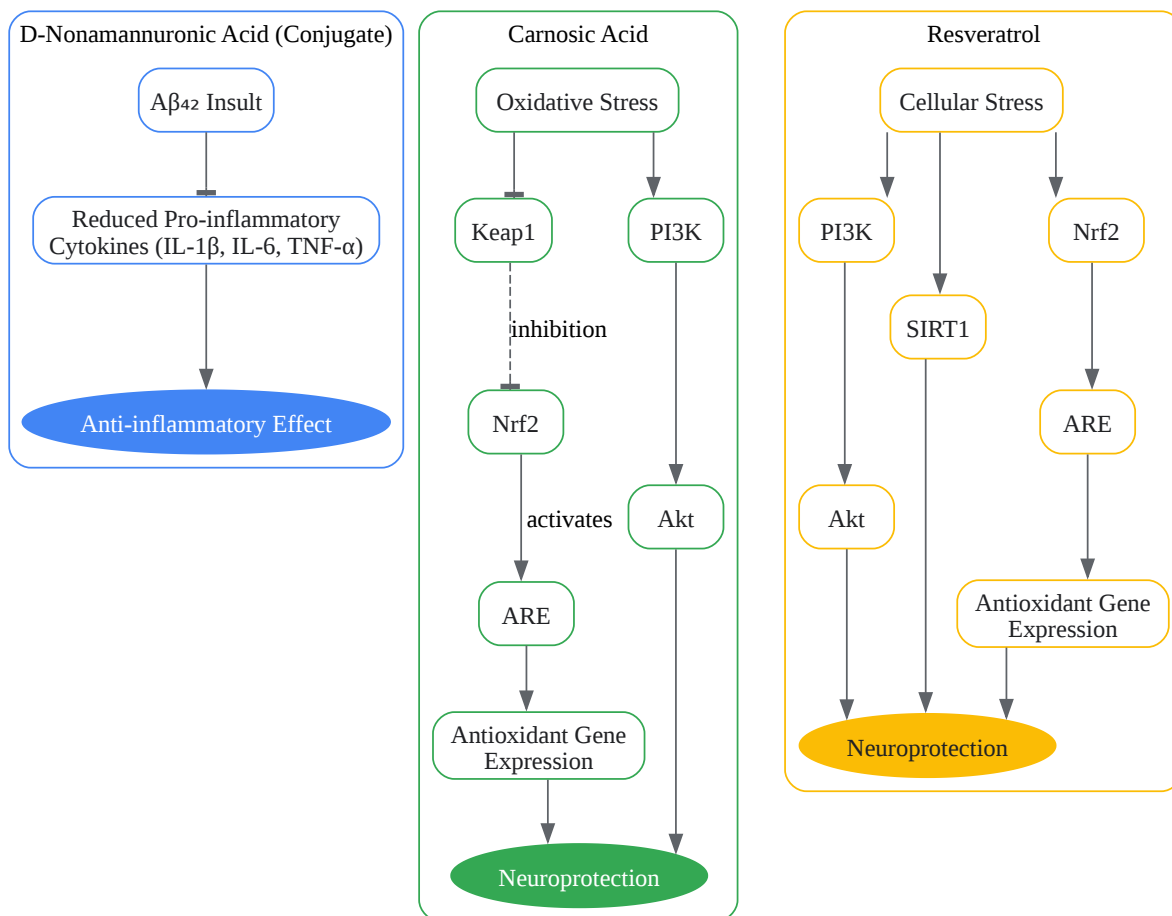 D-Nonamannuronic Acid (Conjugate)
Aβ₄₂ Insult
Reduced Pro-inflammatory
Cytokines (IL-1β, IL-6, TNF-α)
Anti-inflammatory Effect
Carnosic Acid
Oxidative Stress
Keap1
PI3K
inhibition
Nrf2
activates
Akt
ARE
Antioxidant Gene
Expression
Neuroprotection
Resveratrol
Cellular Stress
PI3K
Nrf2
SIRT1
ARE
Akt
Antioxidant Gene
Expression
Neuroprotection